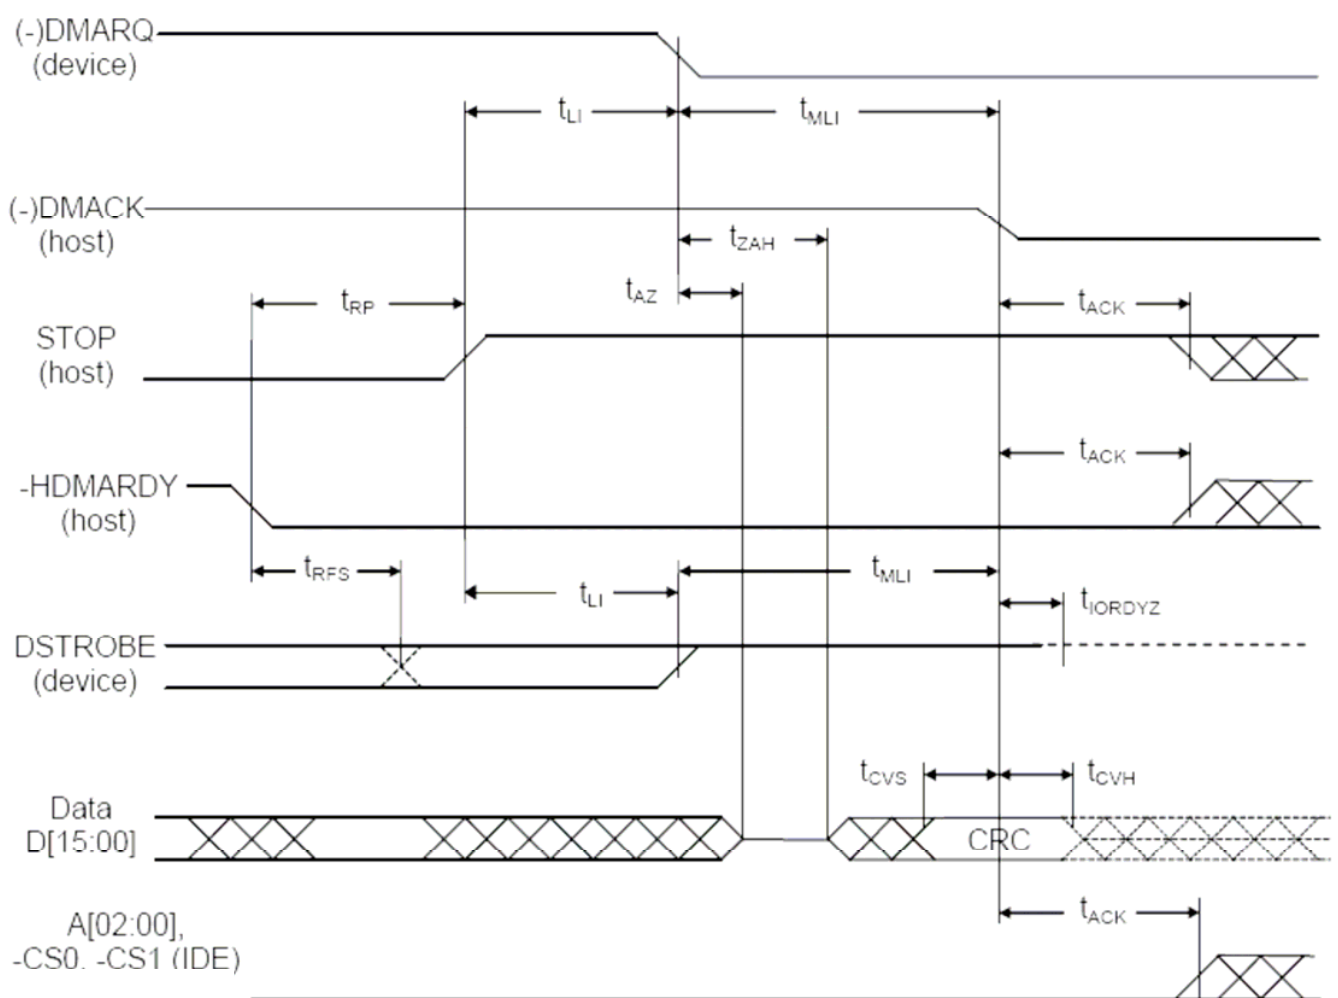 (-)DMARQ
(device)
tLI
tMLI
(-)DMACK
(host)
tZAH
tAZ
tRP
tACK
STOP
(host)
tACK
-HDMARDY
(host)
tRFS
tMLI
tLI
tIORDYZ
DSTROBE
(device)
tCVS
tCVH
Data
D[15:00]
CRC
tACK
A[02:00],
-CS0, -CS1 (IDE)